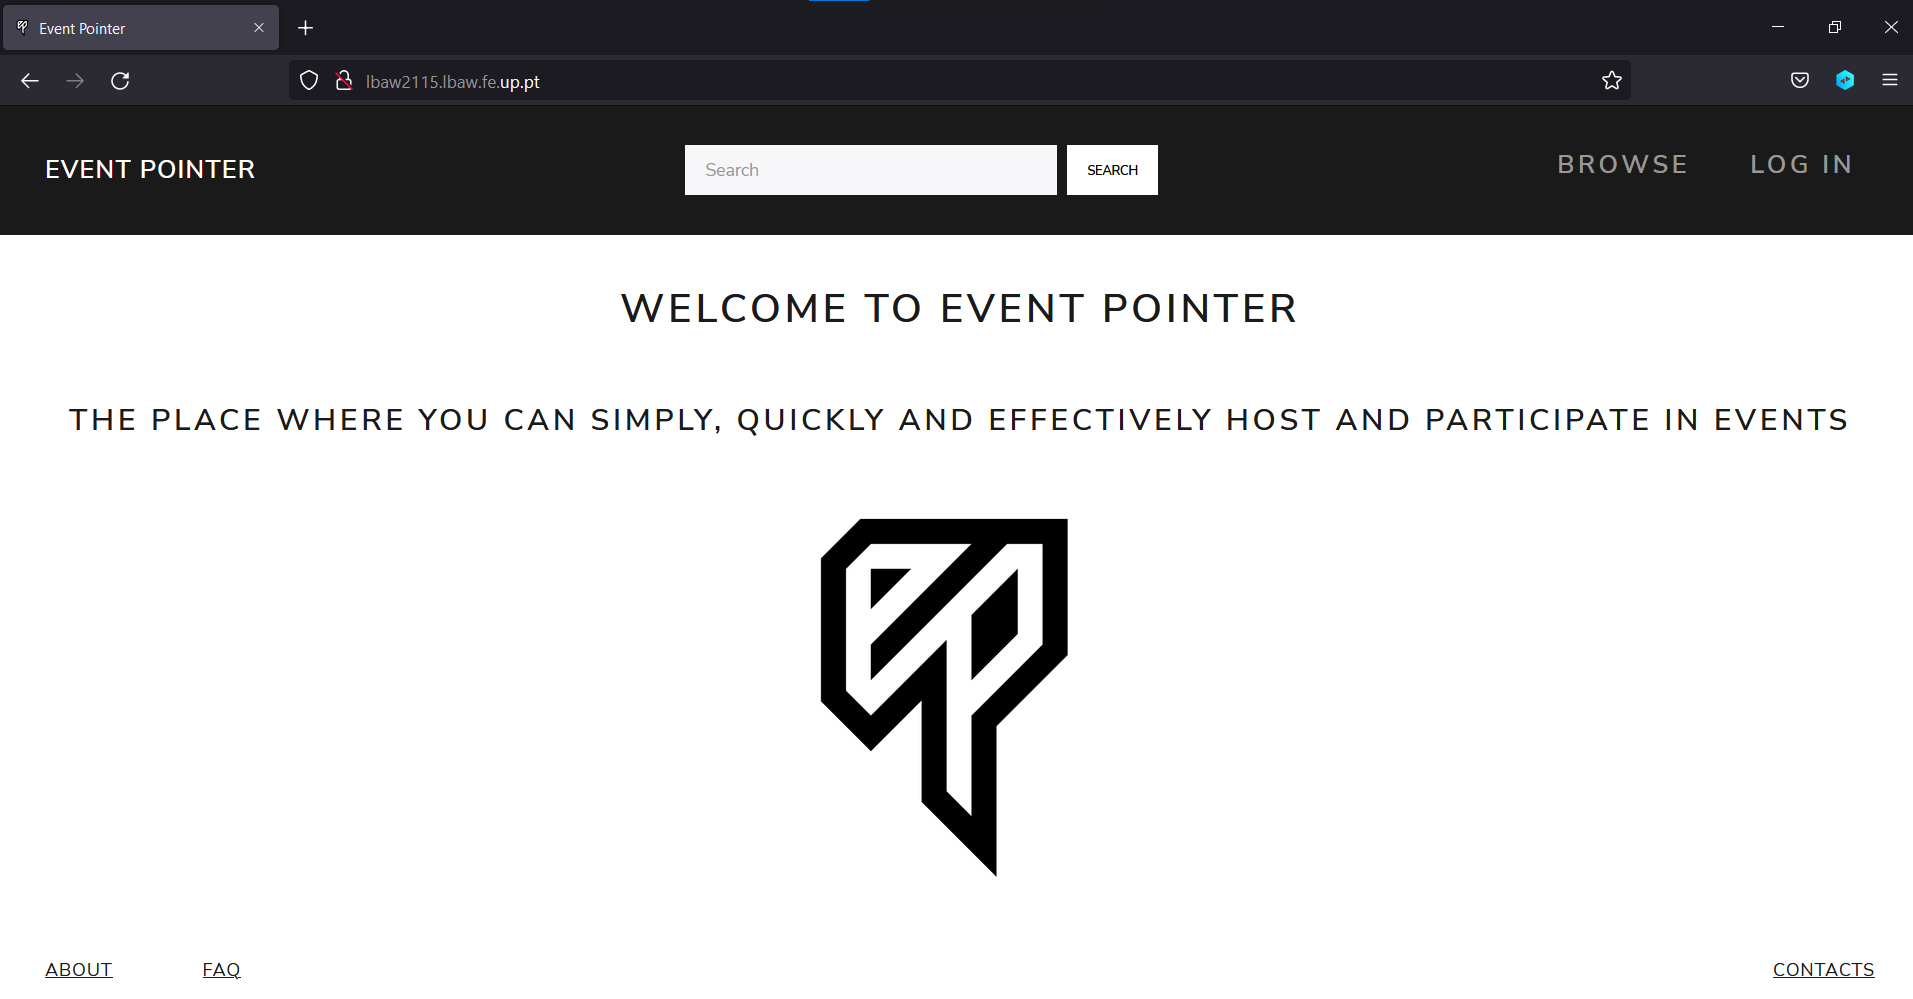 Event Pointer
lbaw2115.lbaw.fe.up.pt
EVENT POINTER
Search
SEARCH
BROWSE
LOG IN
WELCOME TO EVENT POINTER
THE PLACE WHERE YOU CAN SIMPLY, QUICKLY AND EFFECTIVELY HOST AND PARTICIPATE IN EVENTS
ABOUT
FAQ
CONTACTS